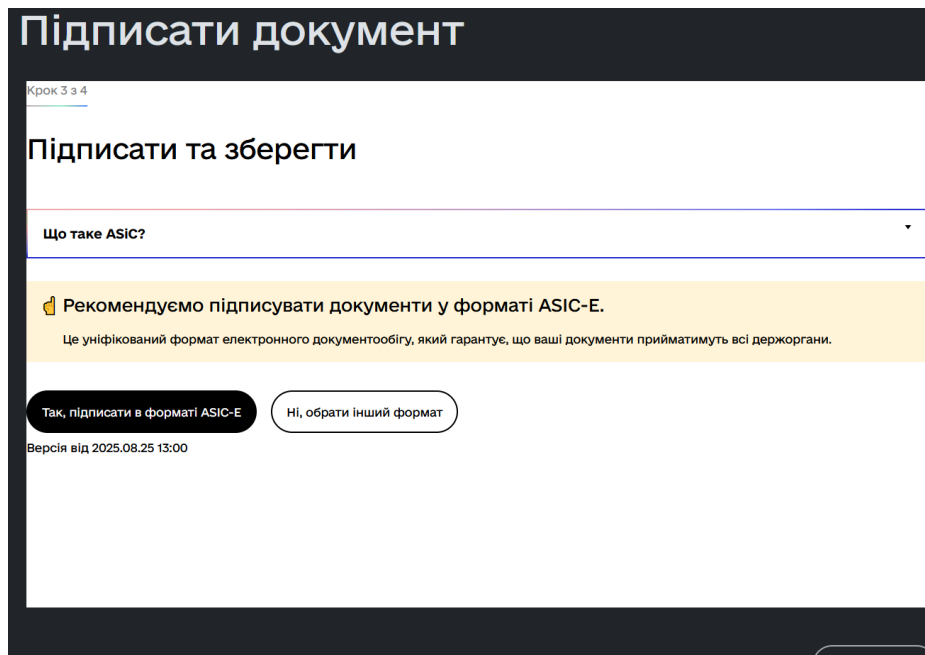 Підписати документ
Крок 3 з 4
Підписати та зберегти
Що таке ASiC?
Рекомендуємо підписувати документи у форматі ASIC-E.
Це уніфікований формат електронного документообігу, який гарантує, що ваші документи прийматимуть всі держоргани.
Так, підписати в форматі ASIC-E
Ні, обрати інший формат
Версія від 2025.08.25 13:00